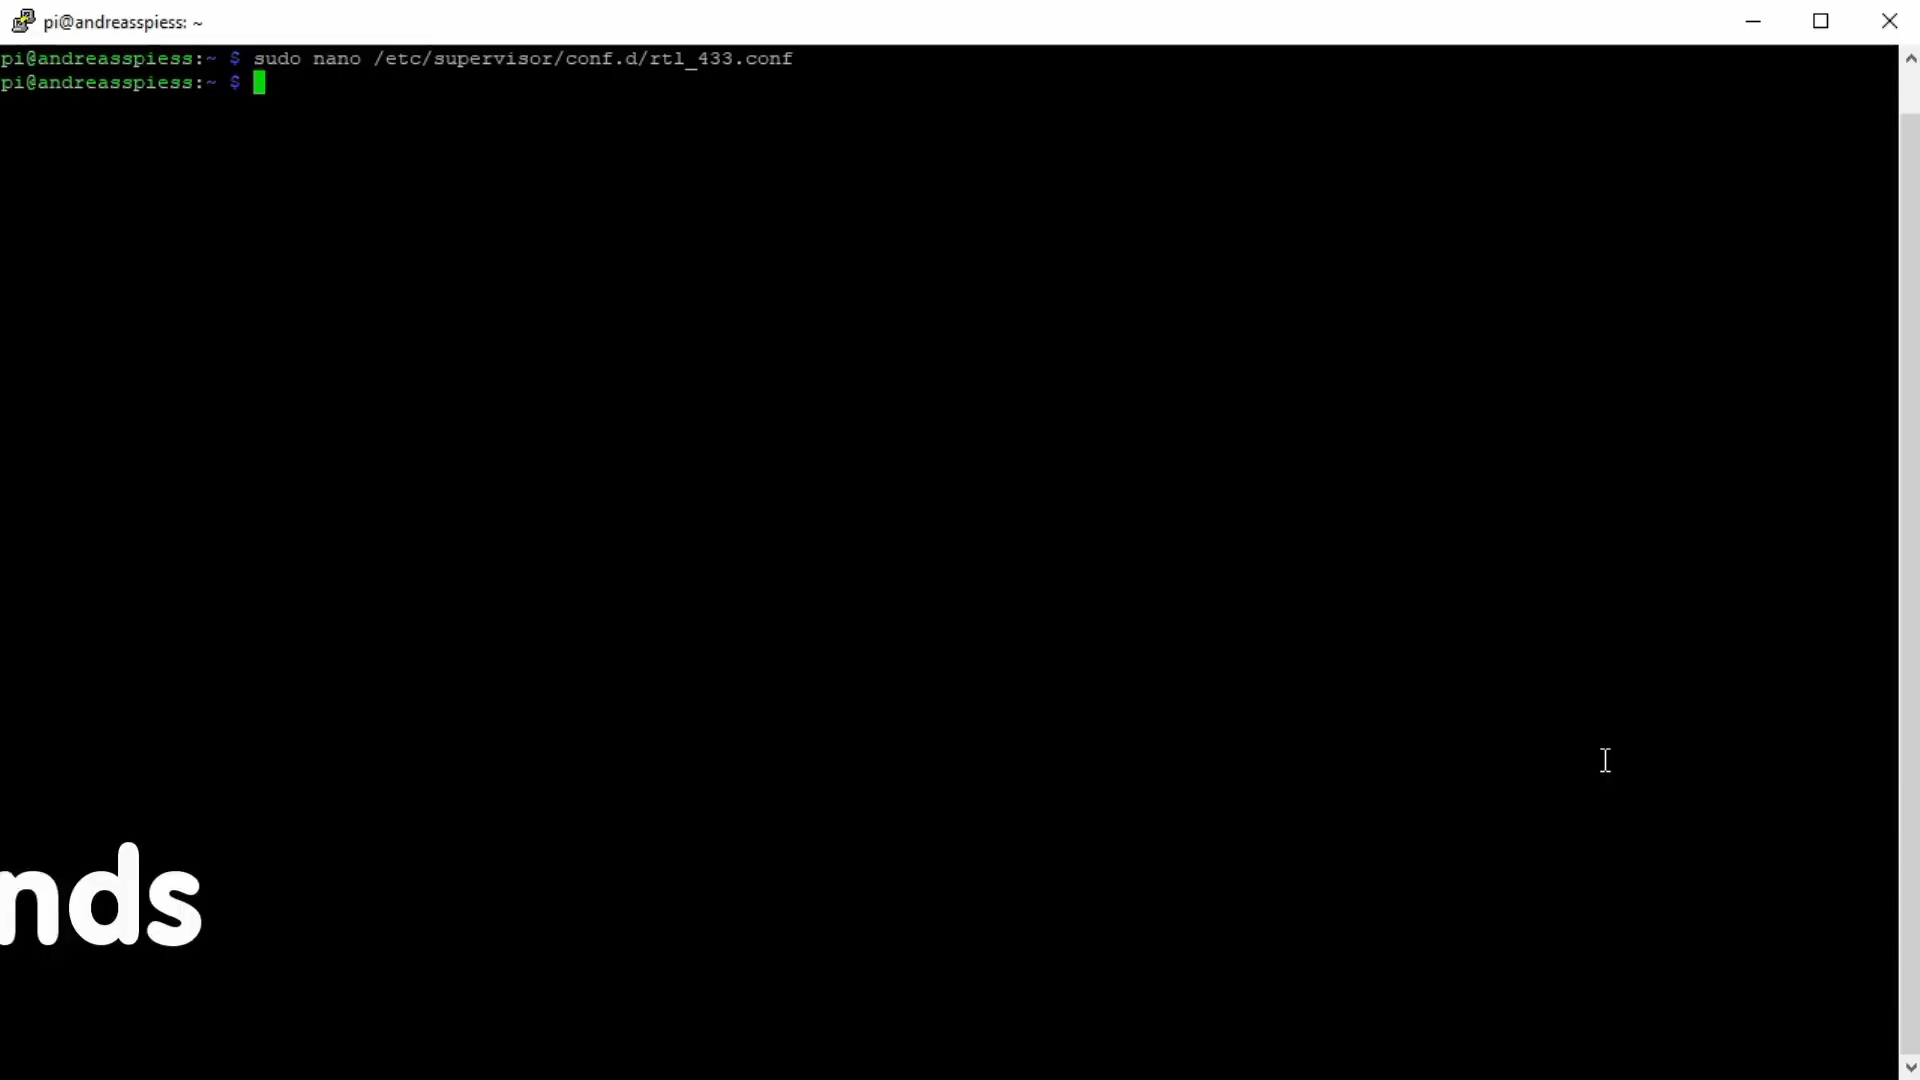 pi@andreasspiess: ~
pi@andreasspiess:~ $ sudo nano /etc/supervisor/conf.d/rtl_433.conf
pi@andreasspiess:~ $
nds